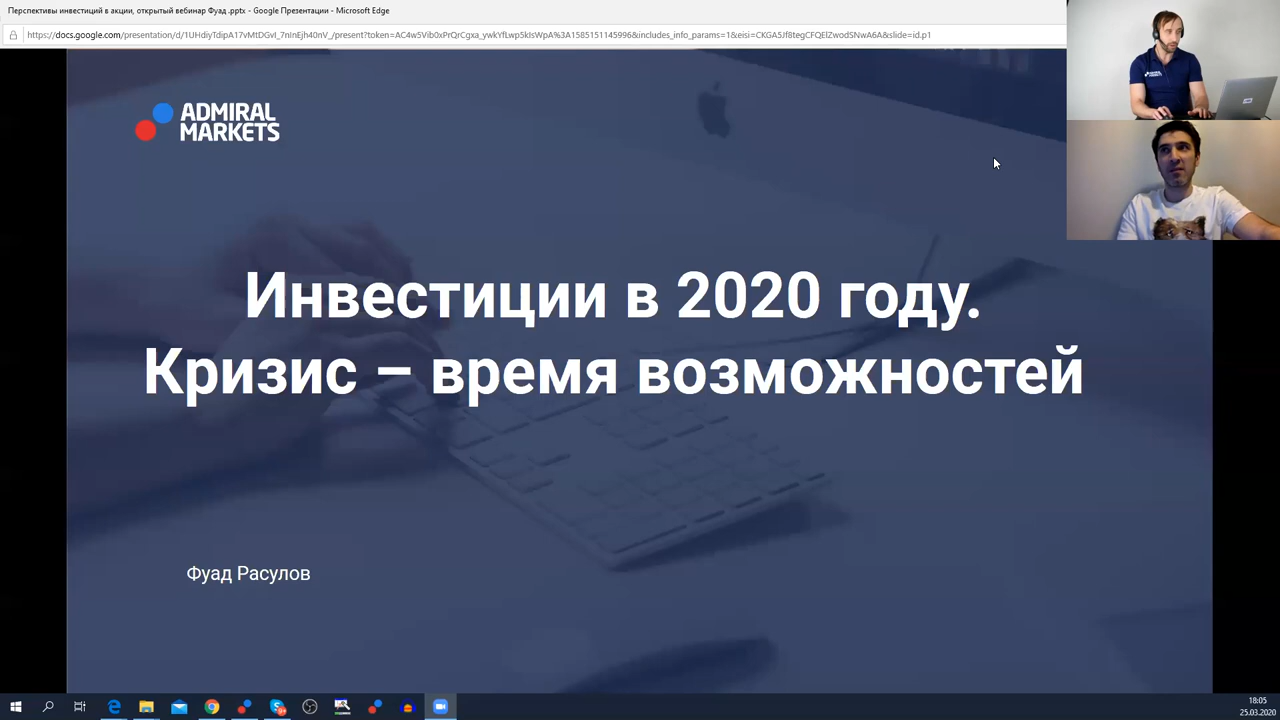 Перспективы инвестиций в акции, открытый вебинар Фуад .pptx - Google Презентации - Microsoft Edge
ADMIRAL
MARKETS
Инвестиции в 2020 году.
Кризис – время возможностей
Фуад Расулов
18:05
25.03.2020